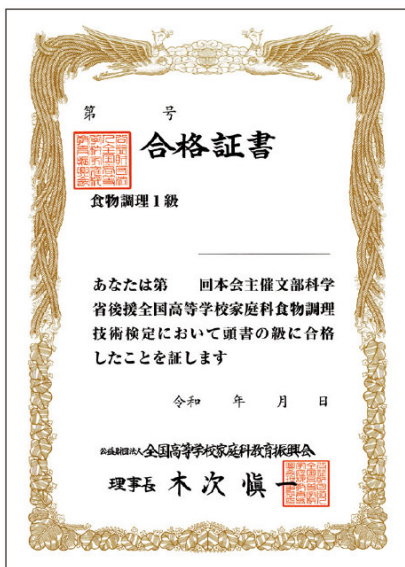 第 号
合格証書
食物調理1級
あなたは第 回本会主催文部科学
省後援全国高等学校家庭科食物調理
技術検定において頭書の級に合格
したことを証します
令和 年 月 日
公益財団法人 全国高等学校家庭科教育振興会
理事長 木次慎一